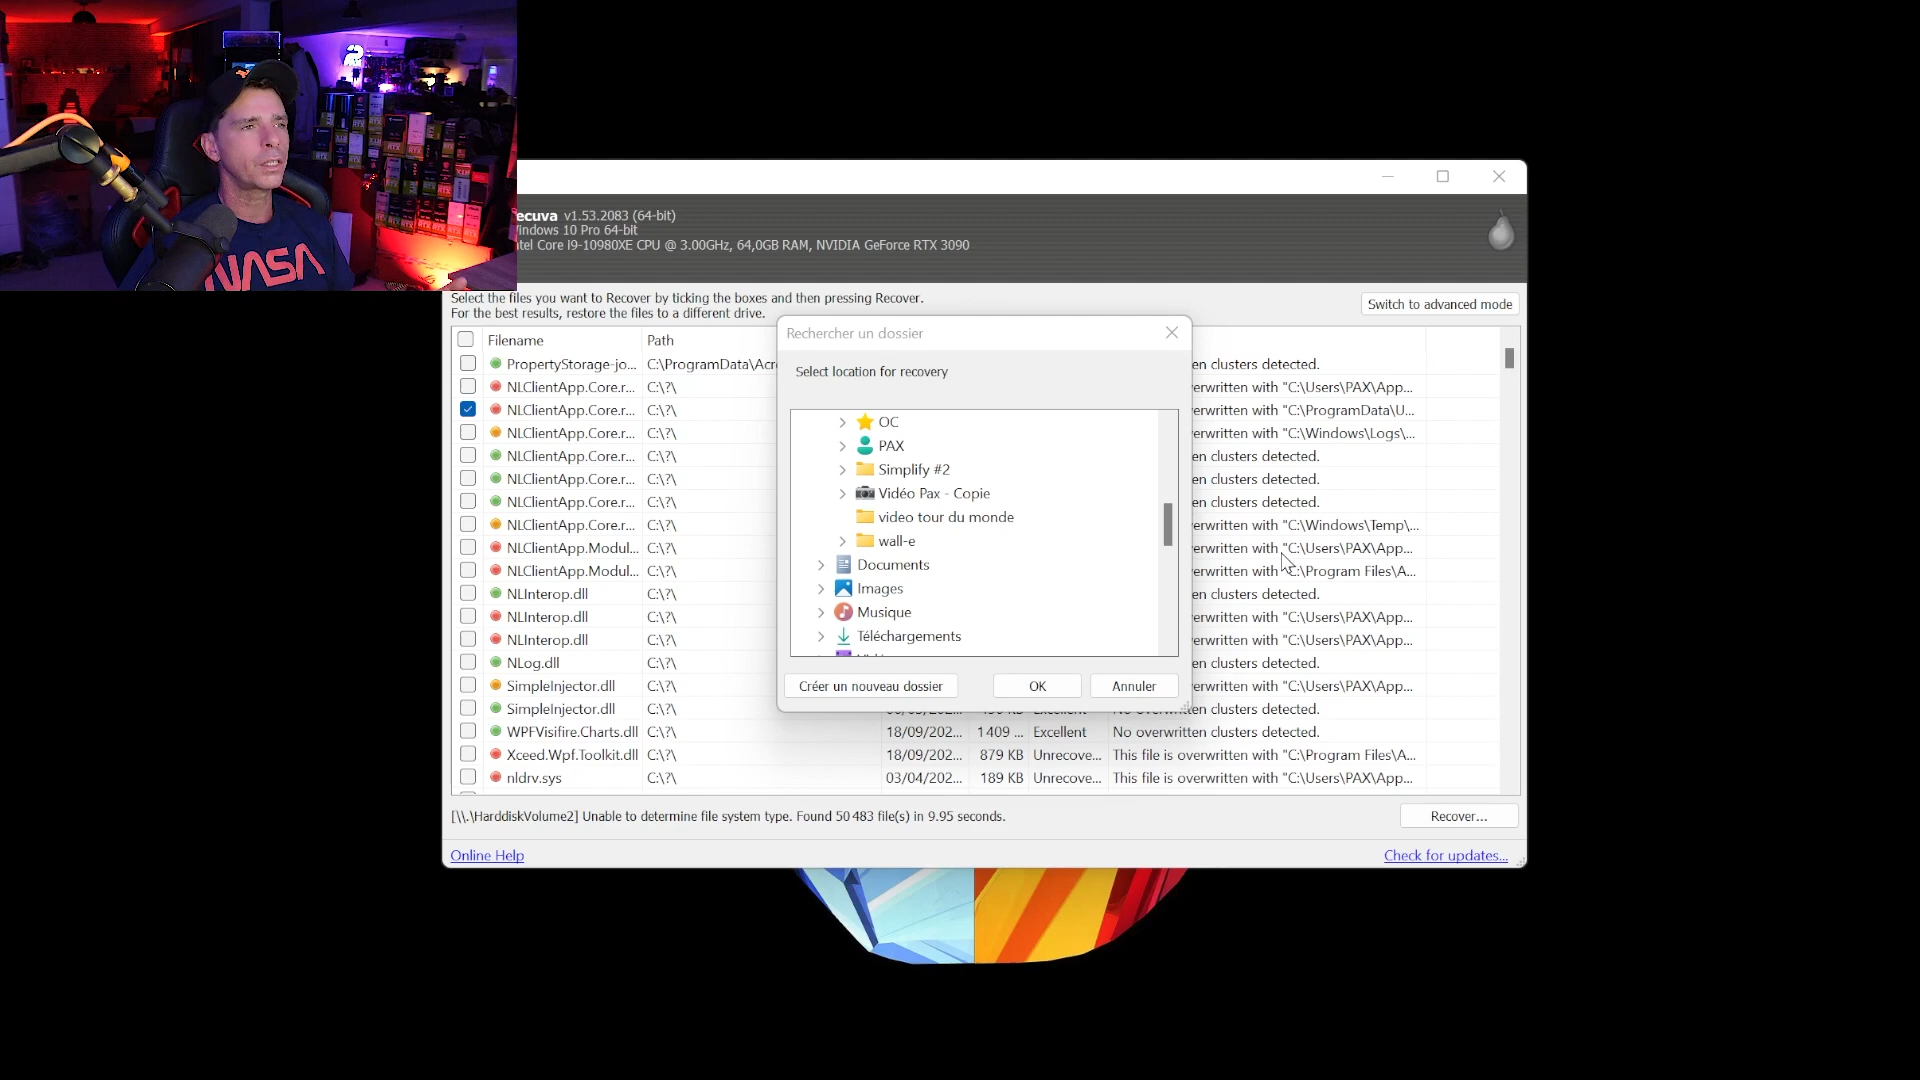 NASA
ecuva v1.53.2083 (64-bit)
indows 10 Pro 64-bit
ntel Core i9-10980XE CPU @ 3.00GHz, 64,0GB RAM, NVIDIA GeForce RTX 3090
Select the files you want to Recover by ticking the boxes and then pressing Recover.
For the best results, restore the files to a different drive.
Switch to advanced mode
Filename Path
PropertyStorage-jo... C:\ProgramData\Acr en clusters detected.
NLClientApp.Core.r... C:\?\ erwritten with "C:\Users\PAX\App...
NLClientApp.Core.r... C:\?\ erwritten with "C:\ProgramData\U...
NLClientApp.Core.r... C:\?\ erwritten with "C:\Windows\Logs\...
NLClientApp.Core.r... C:\?\ en clusters detected.
NLClientApp.Core.r... C:\?\ en clusters detected.
NLClientApp.Core.r... C:\?\ en clusters detected.
NLClientApp.Core.r... C:\?\ erwritten with "C:\Windows\Temp\...
NLClientApp.Modul... C:\?\ erwritten with "C:\Users\PAX\App...
NLClientApp.Modul... C:\?\ erwritten with "C:\Program Files\A...
NLInterop.dll C:\?\ en clusters detected.
NLInterop.dll C:\?\ erwritten with "C:\Users\PAX\App...
NLInterop.dll C:\?\ erwritten with "C:\Users\PAX\App...
NLog.dll C:\?\ en clusters detected.
SimpleInjector.dll C:\?\ erwritten with "C:\Users\PAX\App...
SimpleInjector.dll C:\?\ Excellent No overwritten clusters detected.
WPFVisifire.Charts.dll C:\?\ 18/09/202... 1 409 ... Excellent No overwritten clusters detected.
Xceed.Wpf.Toolkit.dll C:\?\ 18/09/202... 879 KB Unrecove... This file is overwritten with "C:\Program Files\A...
nldrv.sys C:\?\ 03/04/202... 189 KB Unrecove... This file is overwritten with "C:\Users\PAX\App...
Rechercher un dossier
Select location for recovery
OC
PAX
Simplify #2
Vidéo Pax - Copie
video tour du monde
wall-e
Documents
Images
Musique
Téléchargements
Créer un nouveau dossier OK Annuler
[\\.\HarddiskVolume2] Unable to determine file system type. Found 50 483 file(s) in 9.95 seconds.
Recover...
Online Help
Check for updates...